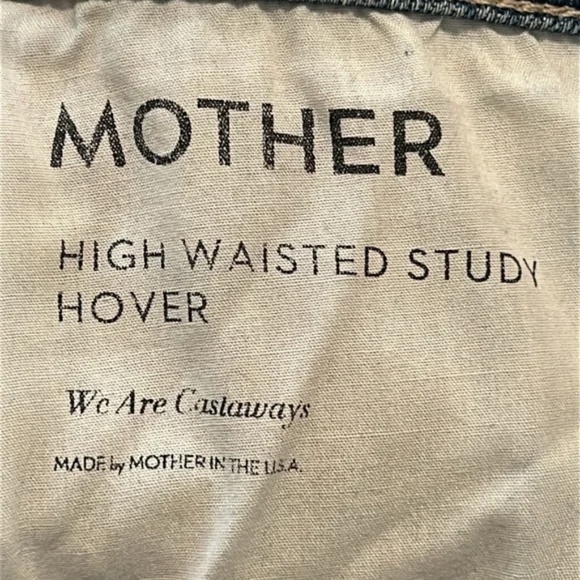 MOTHER
HIGH WAISTED STUDY
HOVER
We Are Castaways
MADE by MOTHER IN THE U.S.A.